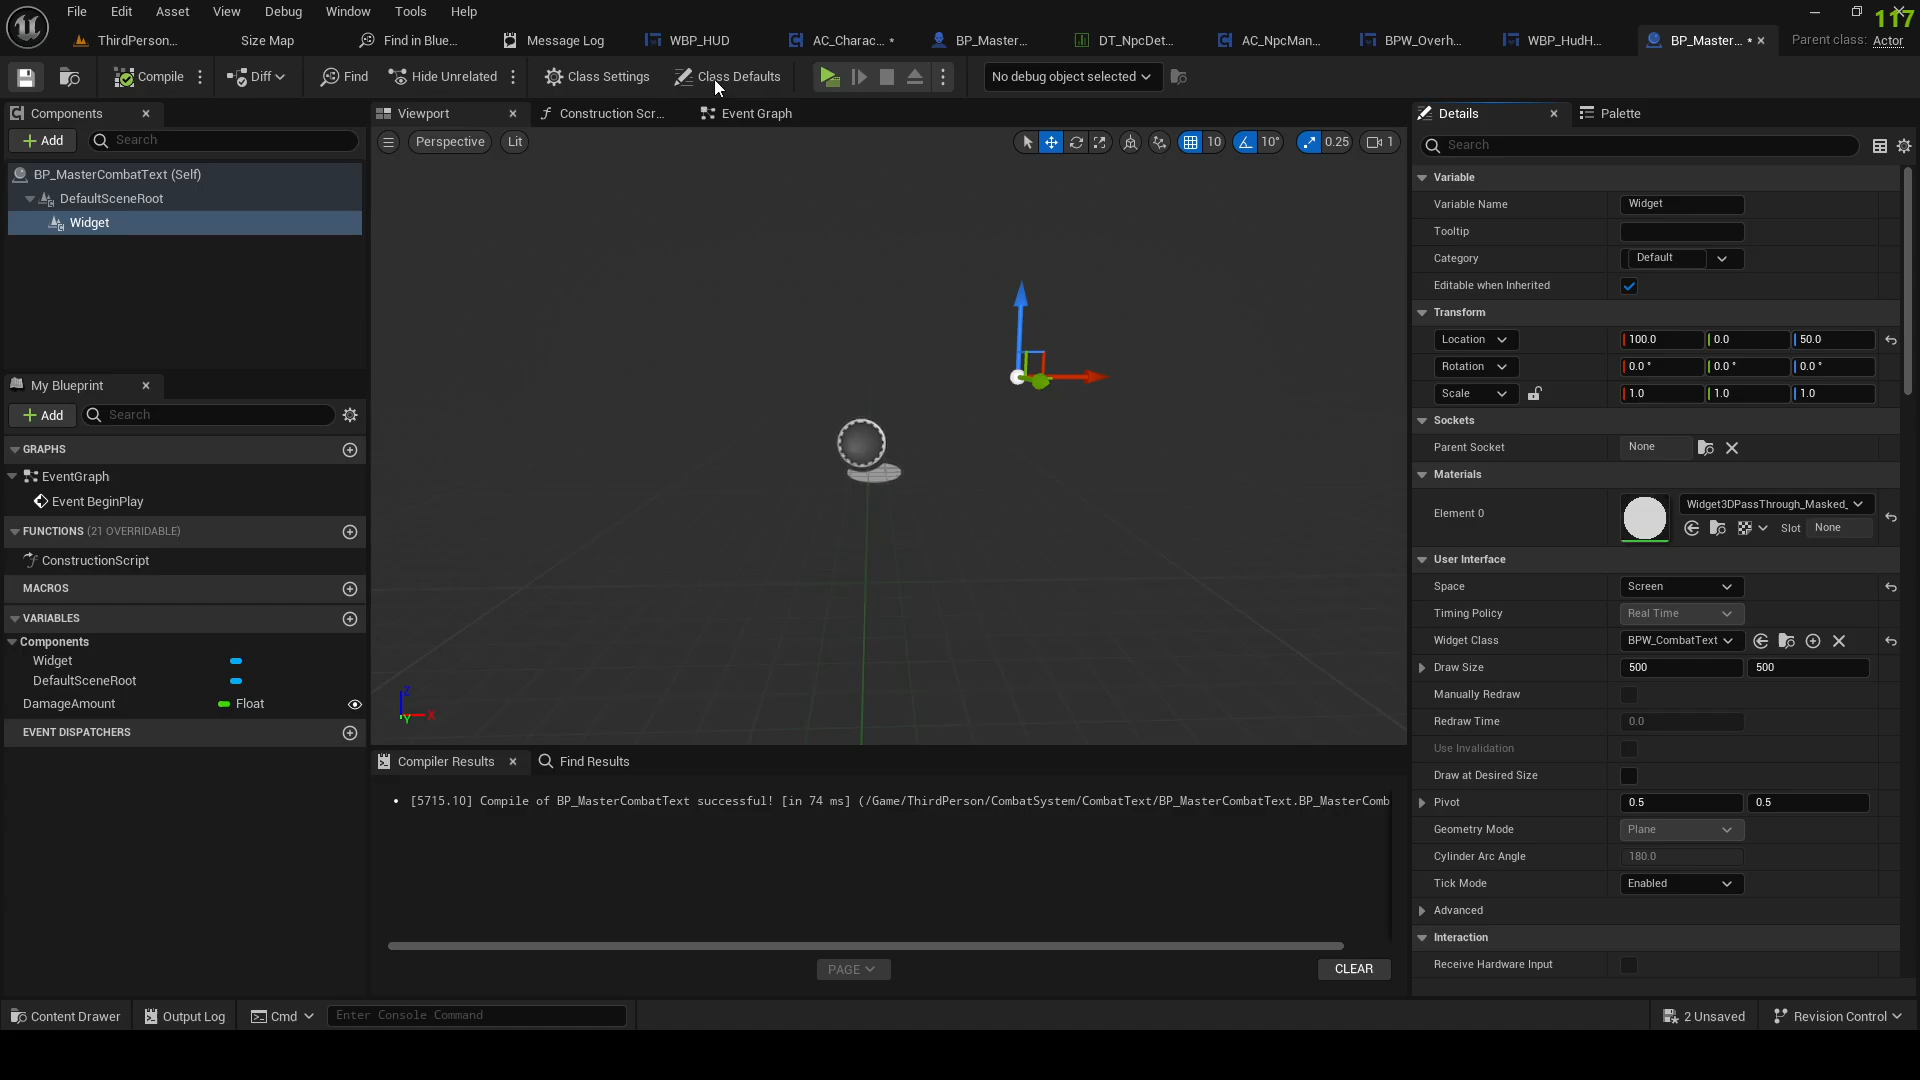 File Edit Asset View Debug Window Tools Help
117
ThirdPerson... Size Map Find in Blue... Message Log WBP_HUD AC_Charac... * BP_Master... DT_NpcDet... AC_NpcMan... BPW_Overh... WBP_HudH... BP_Master... * Parent class: Actor
Compile Diff Find Hide Unrelated Class Settings Class Defaults No debug object selected
Components
Add Search
BP_MasterCombatText (Self)
DefaultSceneRoot
Widget
My Blueprint
Add Search
GRAPHS
EventGraph
Event BeginPlay
FUNCTIONS (21 OVERRIDABLE)
ConstructionScript
MACROS
VARIABLES
Components
Widget
DefaultSceneRoot
DamageAmount Float
EVENT DISPATCHERS
Viewport Construction Scr... Event Graph
Perspective Lit 10 10° 0.25 1
Z
X
Y
Compiler Results Find Results
• [5715.10] Compile of BP_MasterCombatText successful! [in 74 ms] (/Game/ThirdPerson/CombatSystem/CombatText/BP_MasterCombatText.BP_MasterComb
PAGE CLEAR
Details Palette
Search
Variable
Variable Name Widget
Tooltip
Category Default
Editable when Inherited
Transform
Location 100.0 0.0 50.0
Rotation 0.0 ° 0.0 ° 0.0 °
Scale 1.0 1.0 1.0
Sockets
Parent Socket None
Materials
Element 0 Widget3DPassThrough_Masked_
Slot None
User Interface
Space Screen
Timing Policy Real Time
Widget Class BPW_CombatText
Draw Size 500 500
Manually Redraw
Redraw Time 0.0
Use Invalidation
Draw at Desired Size
Pivot 0.5 0.5
Geometry Mode Plane
Cylinder Arc Angle 180.0
Tick Mode Enabled
Advanced
Interaction
Receive Hardware Input
Content Drawer Output Log Cmd Enter Console Command 2 Unsaved Revision Control